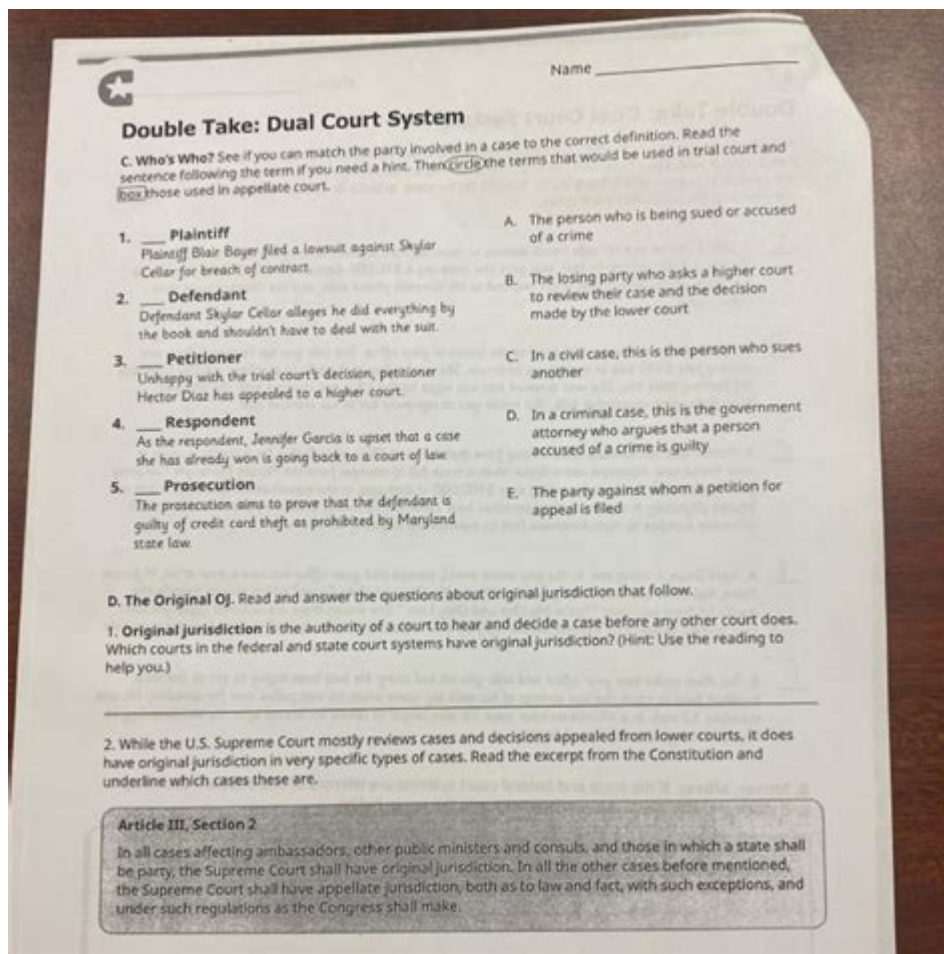 Name
Double Take: Dual Court System
C. Who's Who? See if you can match the party involved in a case to the correct definition. Read the
sentence following the term if you need a hint. Then circle the terms that would be used in trial court and
box those used in appellate court.
1. ___ Plaintiff
Plaintiff Blair Bayer filed a lawsuit against Skylar
Cellar for breach of contract.
2. ___ Defendant
Defendant Skylar Cellar alleges he did everything by
the book and shouldn't have to deal with the suit.
3. ___ Petitioner
Unhappy with the trial court's decision, petitioner
Hector Diaz has appealed to a higher court.
4. ___ Respondent
As the respondent, Jennifer Garcia is upset that a case
she has already won is going back to a court of law.
5. ___ Prosecution
The prosecution aims to prove that the defendant is
guilty of credit card theft as prohibited by Maryland
state law.
A. The person who is being sued or accused
of a crime
B. The losing party who asks a higher court
to review their case and the decision
made by the lower court
C. In a civil case, this is the person who sues
another
D. In a criminal case, this is the government
attorney who argues that a person
accused of a crime is guilty
E. The party against whom a petition for
appeal is filed
D. The Original OJ. Read and answer the questions about original jurisdiction that follow.
1. Original jurisdiction is the authority of a court to hear and decide a case before any other court does.
Which courts in the federal and state court systems have original jurisdiction? (Hint: Use the reading to
help you.)
2. While the U.S. Supreme Court mostly reviews cases and decisions appealed from lower courts, it does
have original jurisdiction in very specific types of cases. Read the excerpt from the Constitution and
underline which cases these are.
Article III, Section 2
In all cases affecting ambassadors, other public ministers and consuls, and those in which a state shall
be party, the Supreme Court shall have original jurisdiction. In all the other cases before mentioned,
the Supreme Court shall have appellate jurisdiction, both as to law and fact, with such exceptions, and
under such regulations as the Congress shall make.